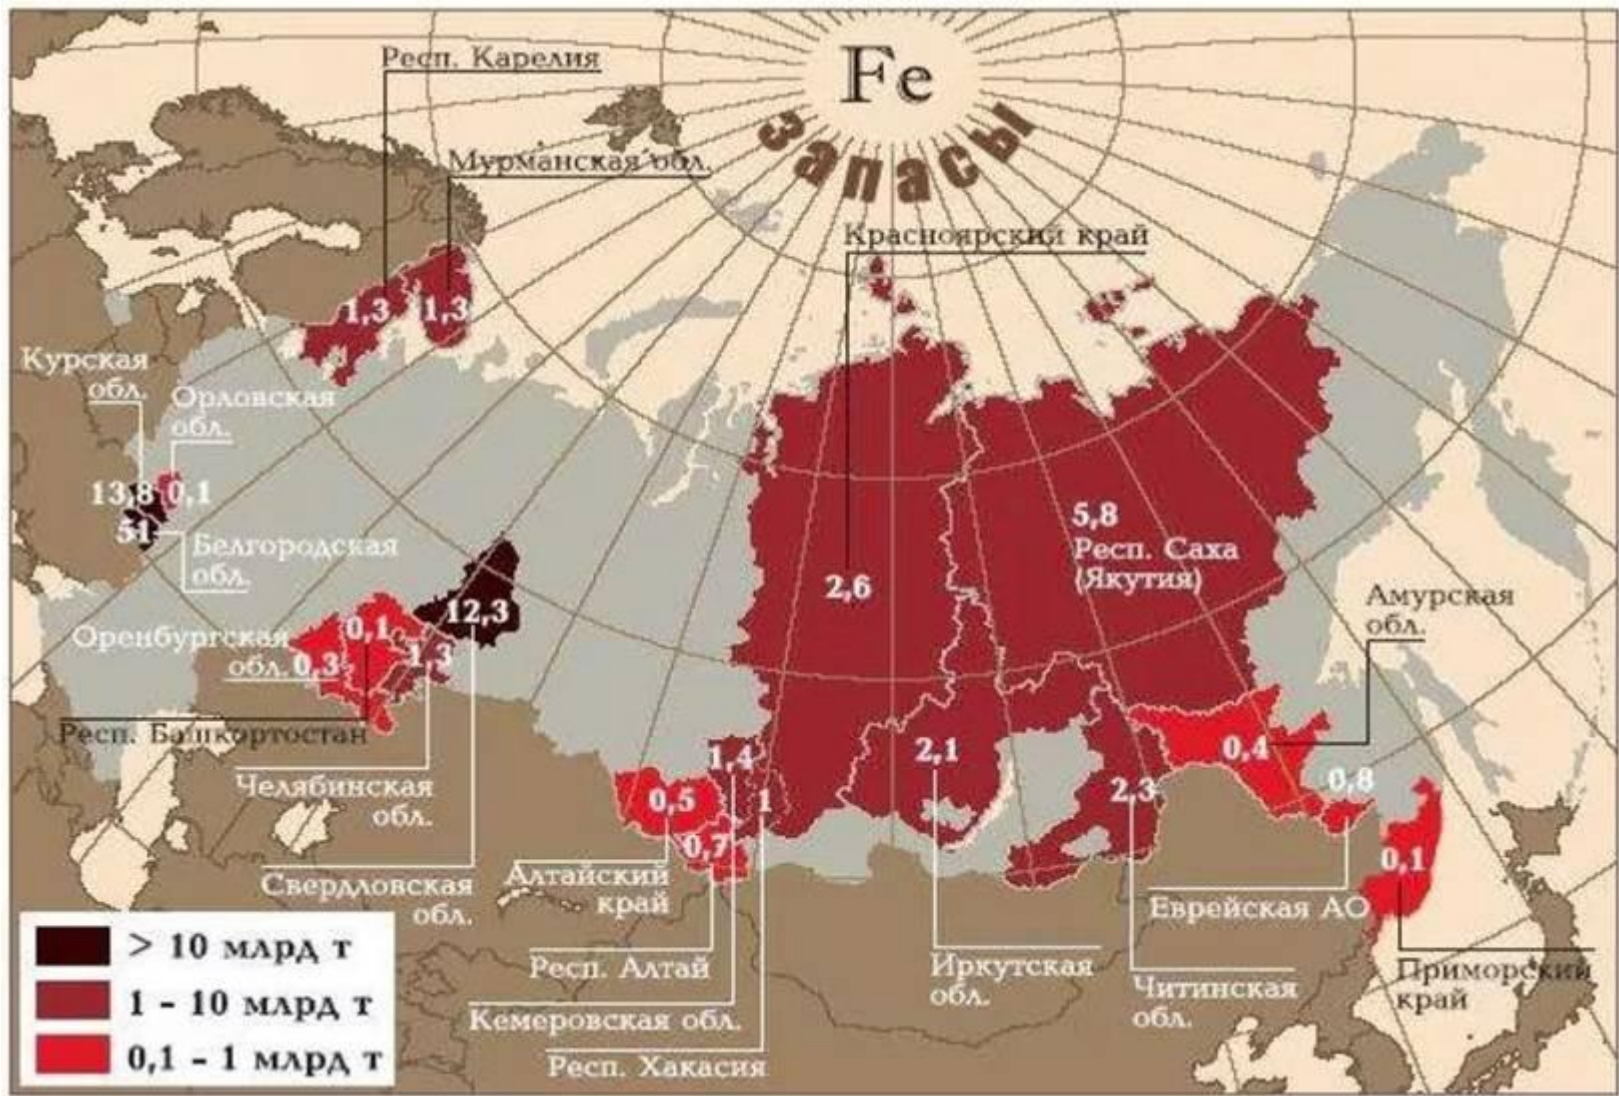 Fe
запасы
Респ. Карелия
Мурманская обл.
Красноярский край
1,3
1,3
Курская
обл.
Орловская
обл.
13,8
0,1
51
Белгородская
обл.
5,8
Респ. Саха
(Якутия)
2,6
12,3
Амурская
обл.
Оренбургская
обл.
0,3
0,1
1,3
Респ. Башкортостан
Челябинская
обл.
Свердловская
обл.
1,4
2,1
0,4
0,8
2,3
0,5
1
0,7
0,1
Алтайский
край
Респ. Алтай
Кемеровская обл.
Респ. Хакасия
Иркутская
обл.
Читинская
обл.
Еврейская АО
Приморский
край
> 10 млрд т
1 - 10 млрд т
0,1 - 1 млрд т